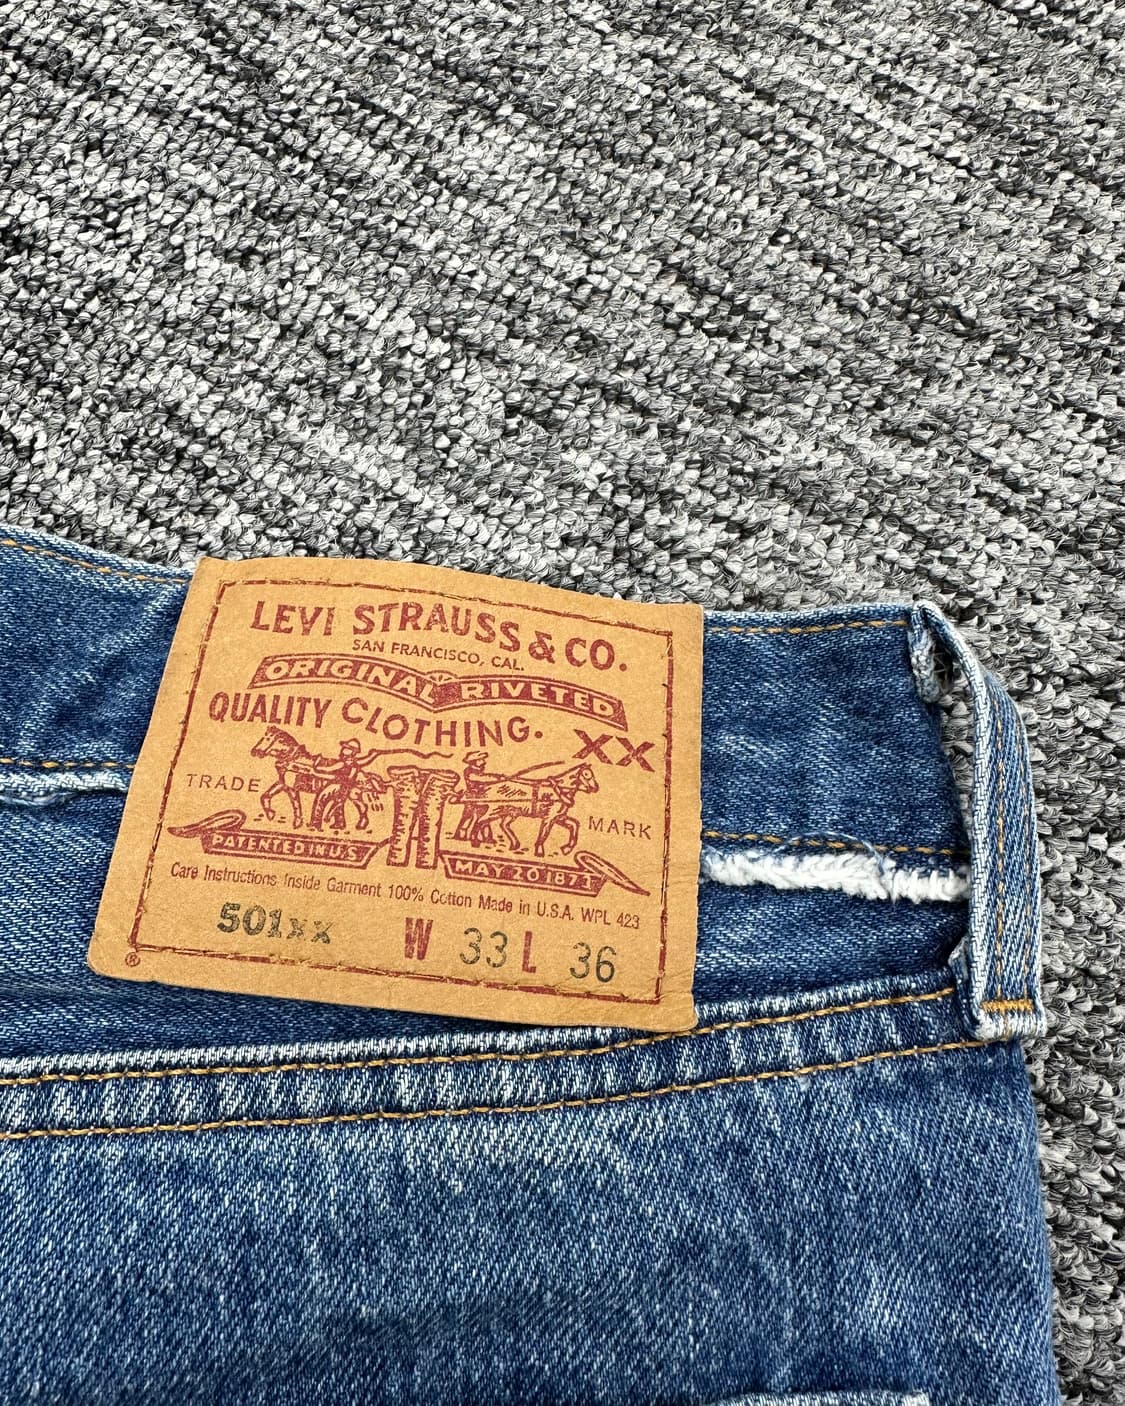 LEVI STRAUSS & CO.
SAN FRANCISCO, CAL.
ORIGINAL RIVETED
QUALITY CLOTHING.
XX
TRADE MARK
PATENTED IN U.S.
MAY 20 1873
Care Instructions Inside Garment 100% Cotton Made in U.S.A. WPL 423
501xx W 33 L 36
®